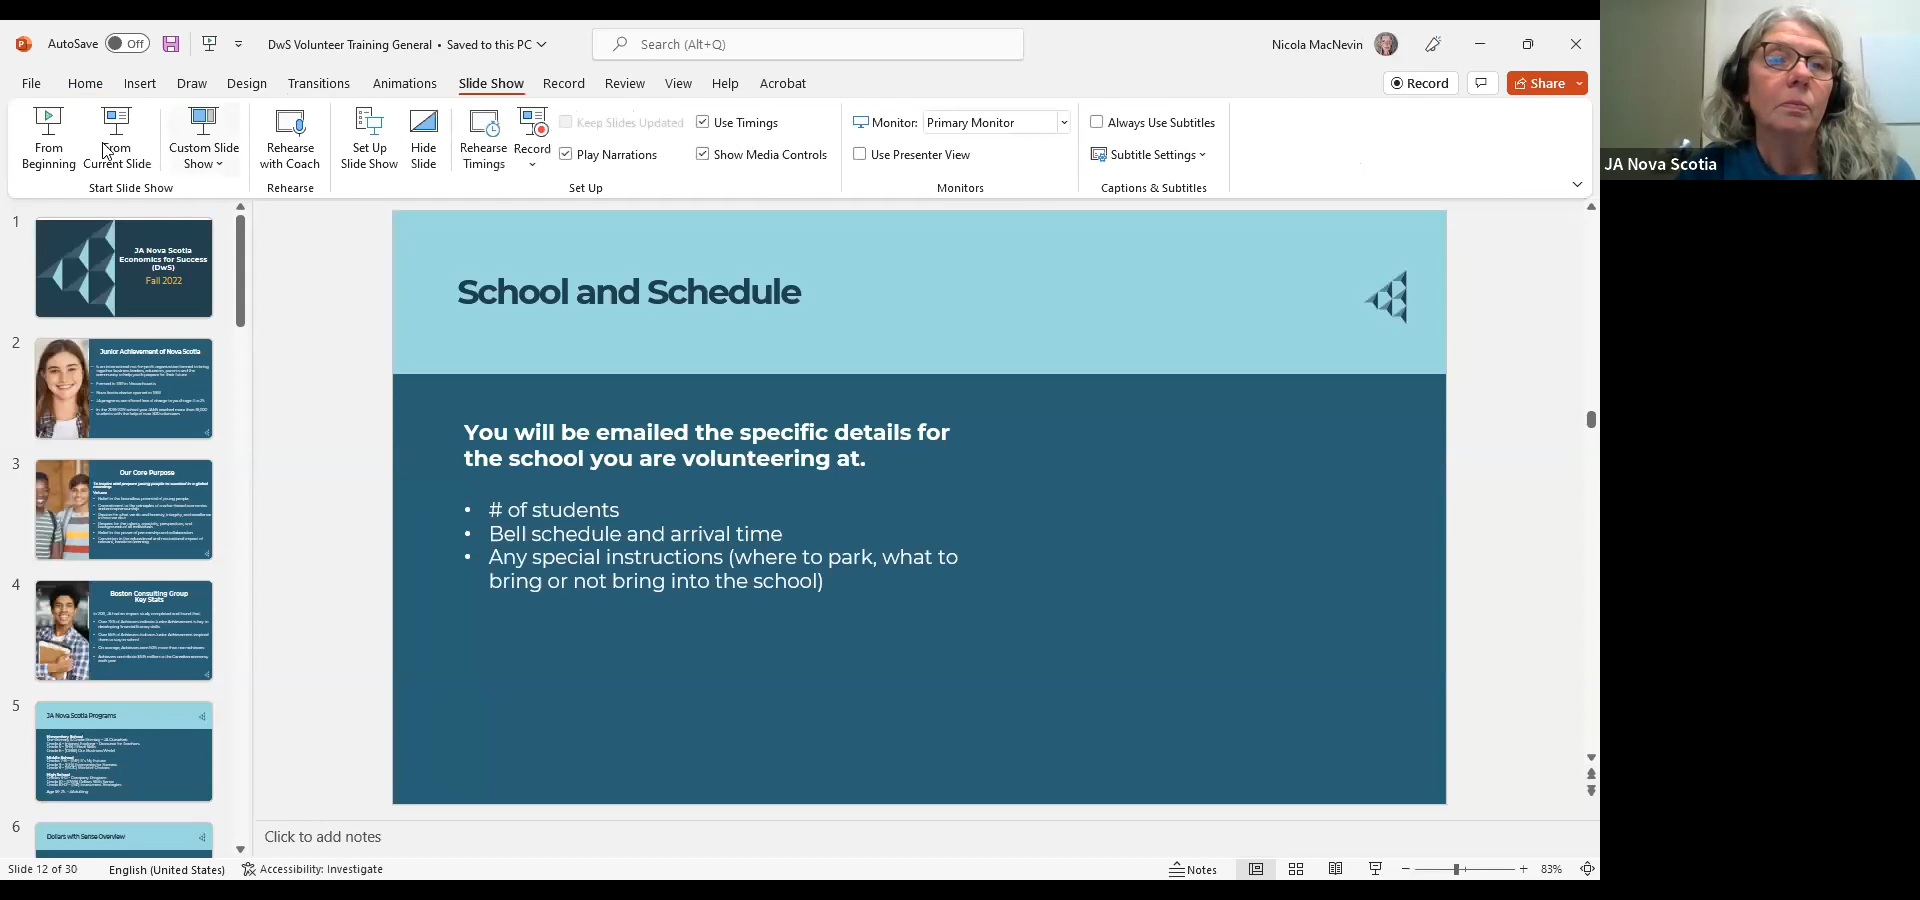 AutoSave Off DwS Volunteer Training General • Saved to this PC Search (Alt+Q) Nicola MacNevin
File Home Insert Draw Design Transitions Animations Slide Show Record Review View Help Acrobat Record Share
From Beginning
From Current Slide
Custom Slide Show
Start Slide Show
Rehearse with Coach
Rehearse
Set Up Slide Show
Hide Slide
Rehearse Timings
Record
Keep Slides Updated
Use Timings
Play Narrations
Show Media Controls
Set Up
Monitor: Primary Monitor
Use Presenter View
Monitors
Always Use Subtitles
Subtitle Settings
Captions & Subtitles
JA Nova Scotia
1
JA Nova Scotia
Economics for Success
(DwS)
Fall 2022
2
Junior Achievement of Nova Scotia
3
Our Core Purpose
4
Boston Consulting Group
Key Stats
5
JA Nova Scotia Programs
6
Dollars with Sense Overview
School and Schedule
You will be emailed the specific details for
the school you are volunteering at.
• # of students
• Bell schedule and arrival time
• Any special instructions (where to park, what to
bring or not bring into the school)
Click to add notes
Slide 12 of 30 English (United States) Accessibility: Investigate Notes 83%